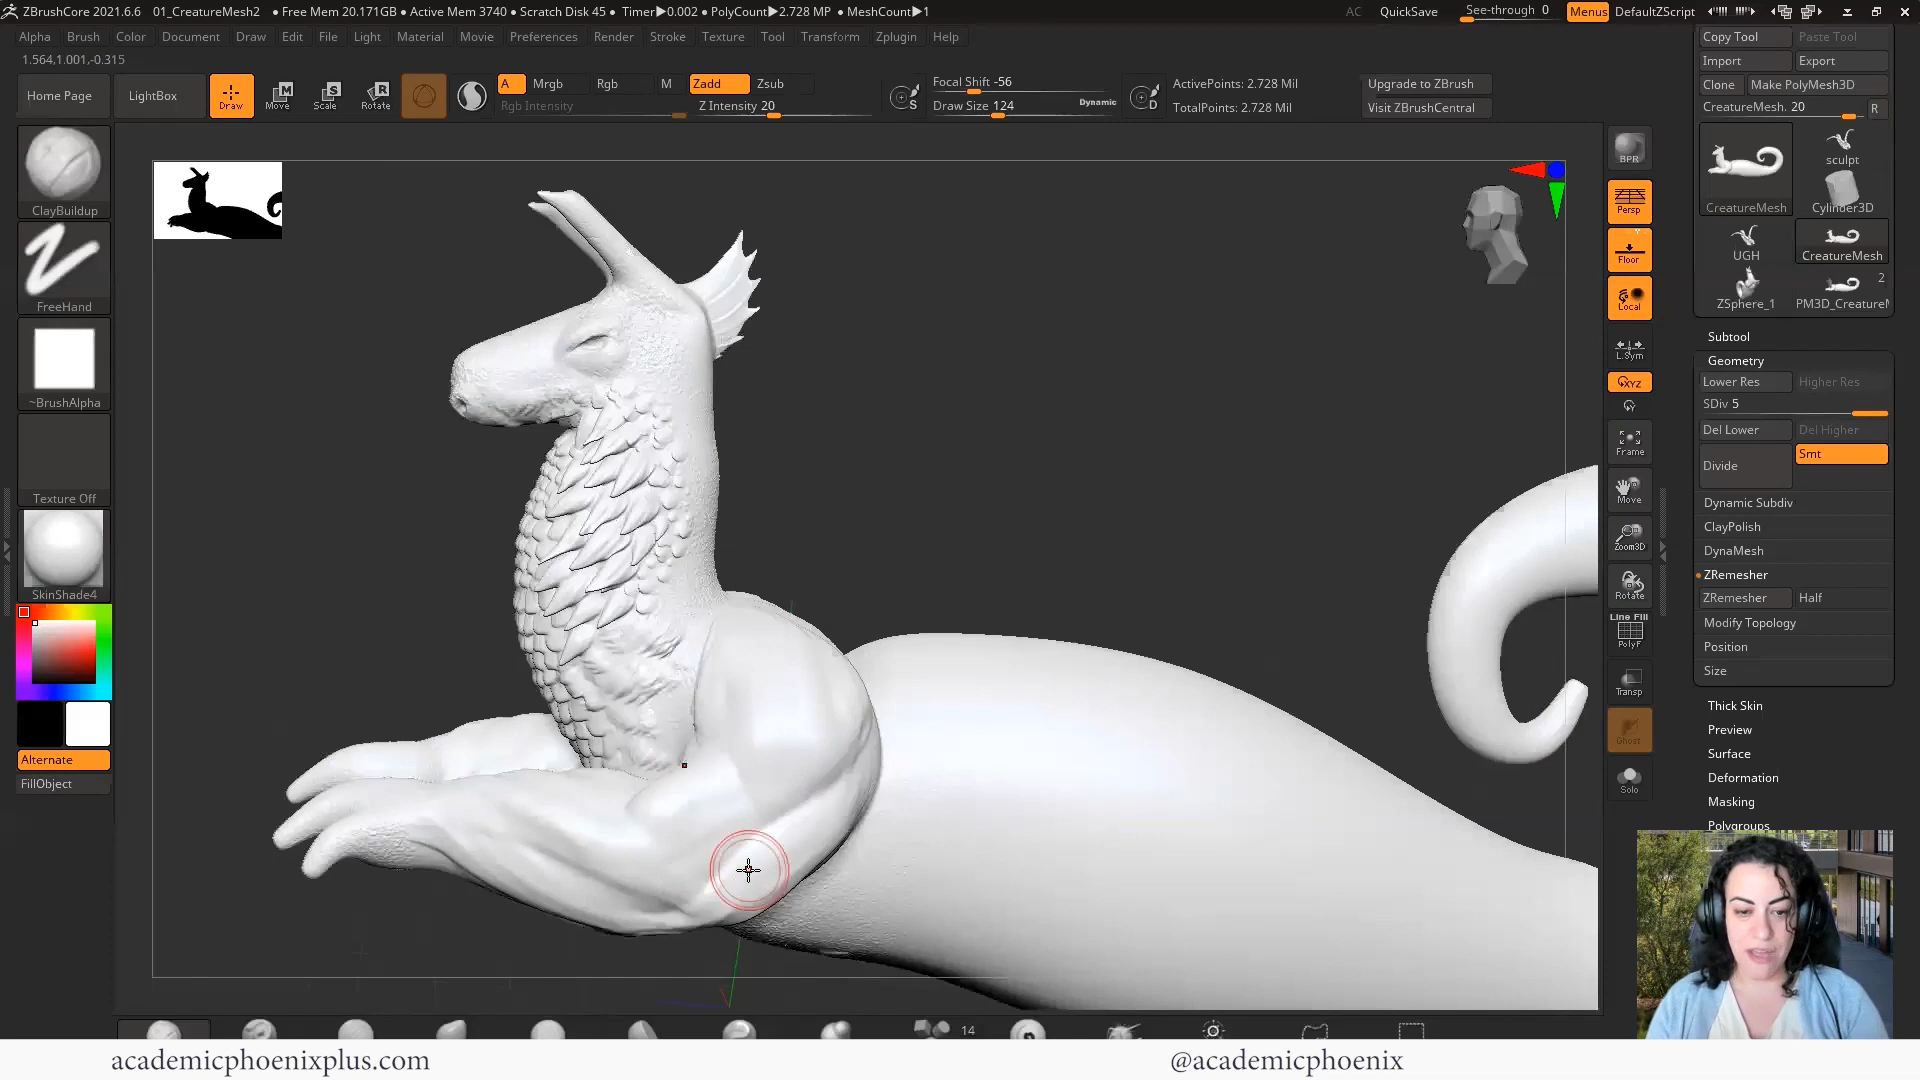 ZBrushCore 2021.6.6 01_CreatureMesh2 • Free Mem 20.171GB • Active Mem 3740 • Scratch Disk 45 • Timer▶0.002 • PolyCount▶2.728 MP • MeshCount▶1 AC QuickSave See-through 0 Menus DefaultZScript
Alpha Brush Color Document Draw Edit File Light Material Movie Preferences Render Stroke Texture Tool Transform Zplugin Help
1.564,1.001,-0.315
Home Page LightBox Draw Move Scale Rotate
A Mrgb Rgb M Zadd Zsub
Rgb Intensity Z Intensity 20
Focal Shift -56
Draw Size 124 Dynamic
ActivePoints: 2.728 Mil
TotalPoints: 2.728 Mil
Upgrade to ZBrush
Visit ZBrushCentral
ClayBuildup
FreeHand
~BrushAlpha
Texture Off
SkinShade4
Alternate
FillObject
BPR
Persp
Floor
Local
L.Sym
XYZ
Frame
Move
Zoom3D
Rotate
Line Fill
PolyF
Transp
Ghost
Solo
Copy Tool Paste Tool
Import Export
Clone Make PolyMesh3D
CreatureMesh. 20 R
sculpt
CreatureMesh Cylinder3D
UGH CreatureMesh
2
ZSphere_1 PM3D_Creature
Subtool
Geometry
Lower Res Higher Res
SDiv 5
Del Lower Del Higher
Divide Smt
Dynamic Subdiv
ClayPolish
DynaMesh
ZRemesher
ZRemesher Half
Modify Topology
Position
Size
Thick Skin
Preview
Surface
Deformation
Masking
Polygroups
14
academicphoenixplus.com
@academicphoenix